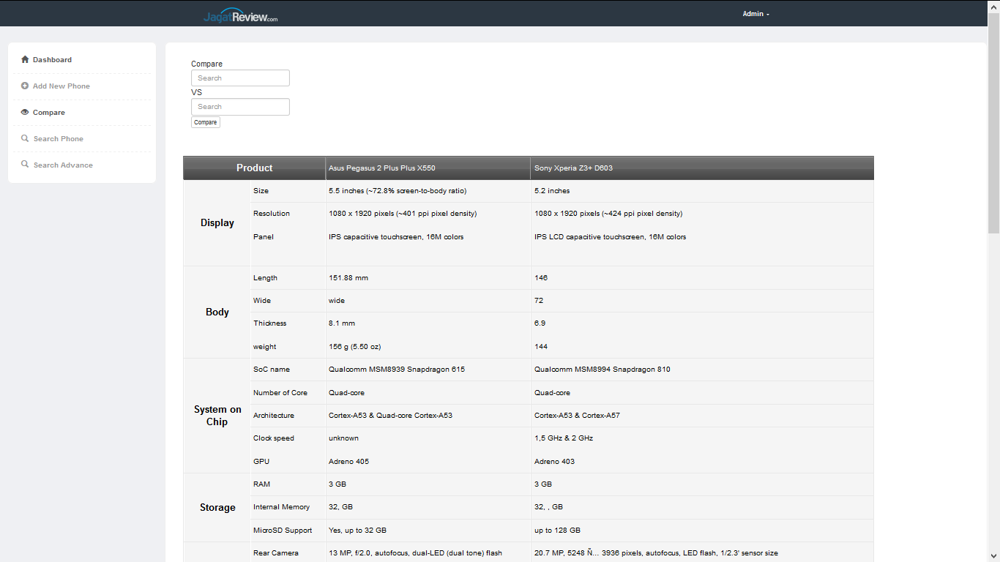 JagatReview.com
Admin
Dashboard
Add New Phone
Compare
Search Phone
Search Advance
Compare
Search
VS
Search
Compare
Product Asus Pegasus 2 Plus Plus X550 Sony Xperia Z3+ D603
Display
Size 5.5 inches (~72.8% screen-to-body ratio) 5.2 inches
Resolution 1080 x 1920 pixels (~401 ppi pixel density) 1080 x 1920 pixels (~424 ppi pixel density)
Panel IPS capacitive touchscreen, 16M colors IPS LCD capacitive touchscreen, 16M colors
Body
Length 151.88 mm 146
Wide wide 72
Thickness 8.1 mm 6.9
weight 156 g (5.50 oz) 144
System on
Chip
SoC name Qualcomm MSM8939 Snapdragon 615 Qualcomm MSM8994 Snapdragon 810
Number of Core Quad-core Quad-core
Architecture Cortex-A53 & Quad-core Cortex-A53 Cortex-A53 & Cortex-A57
Clock speed unknown 1,5 GHz & 2 GHz
GPU Adreno 405 Adreno 403
Storage
RAM 3 GB 3 GB
Internal Memory 32, GB 32, , GB
MicroSD Support Yes, up to 32 GB up to 128 GB
Rear Camera 13 MP, f/2.0, autofocus, dual-LED (dual tone) flash 20.7 MP, 5248 Ñ… 3936 pixels, autofocus, LED flash, 1/2.3' sensor size